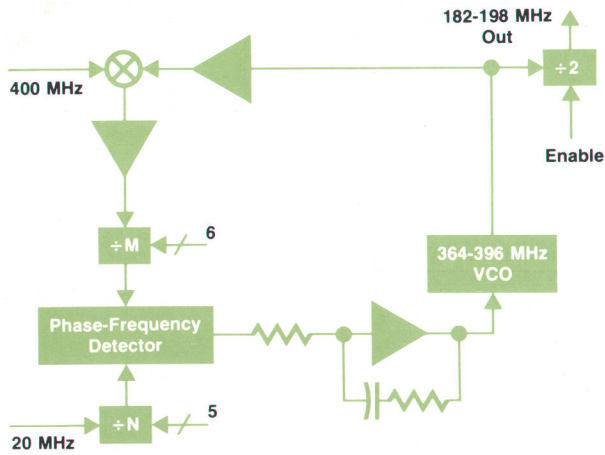 182-198 MHz
Out
400 MHz
÷2
Enable
÷M
6
364-396 MHz
VCO
Phase-Frequency
Detector
÷N
5
20 MHz